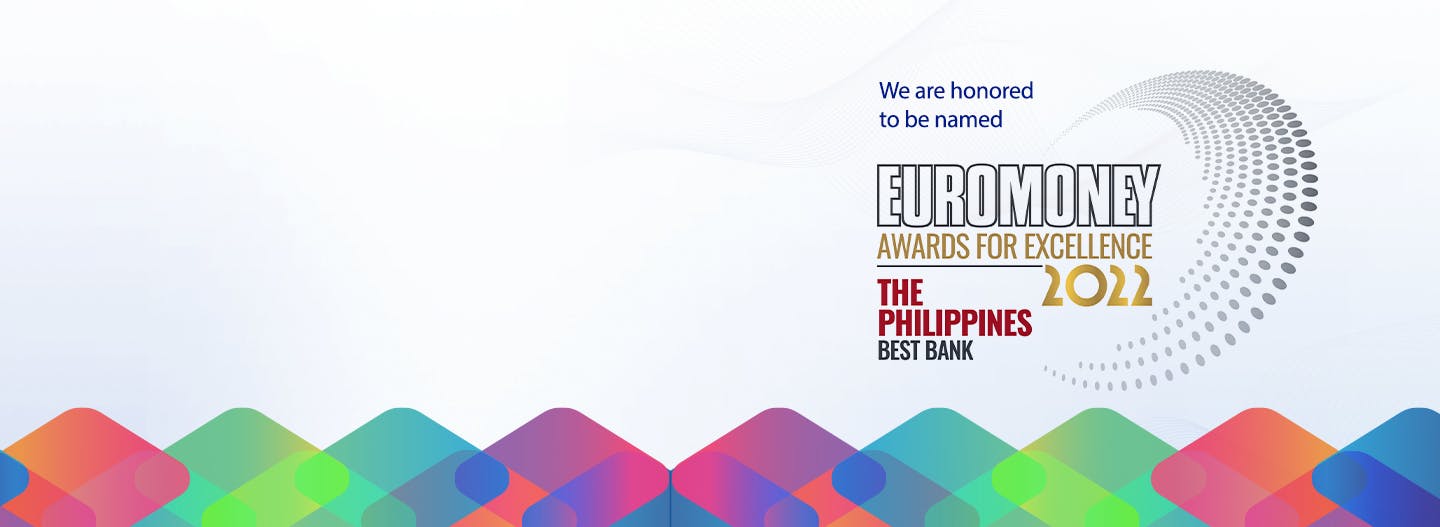 We are honored
to be named
EUROMONEY
AWARDS FOR EXCELLENCE
2022
THE
PHILIPPINES
BEST BANK